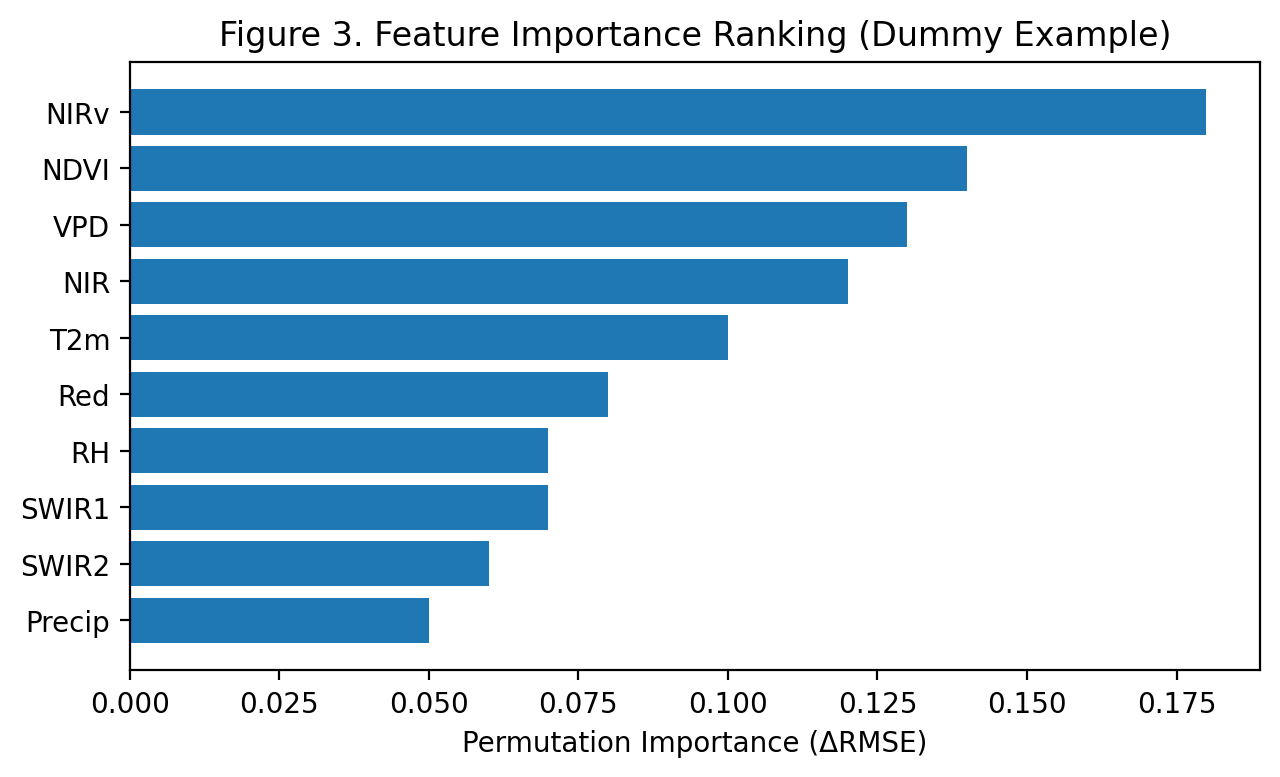 Figure 3. Feature Importance Ranking (Dummy Example)
NIRv
NDVI
VPD
NIR
T2m
Red
RH
SWIR1
SWIR2
Precip
0.000 0.025 0.050 0.075 0.100 0.125 0.150 0.175
Permutation Importance (ΔRMSE)